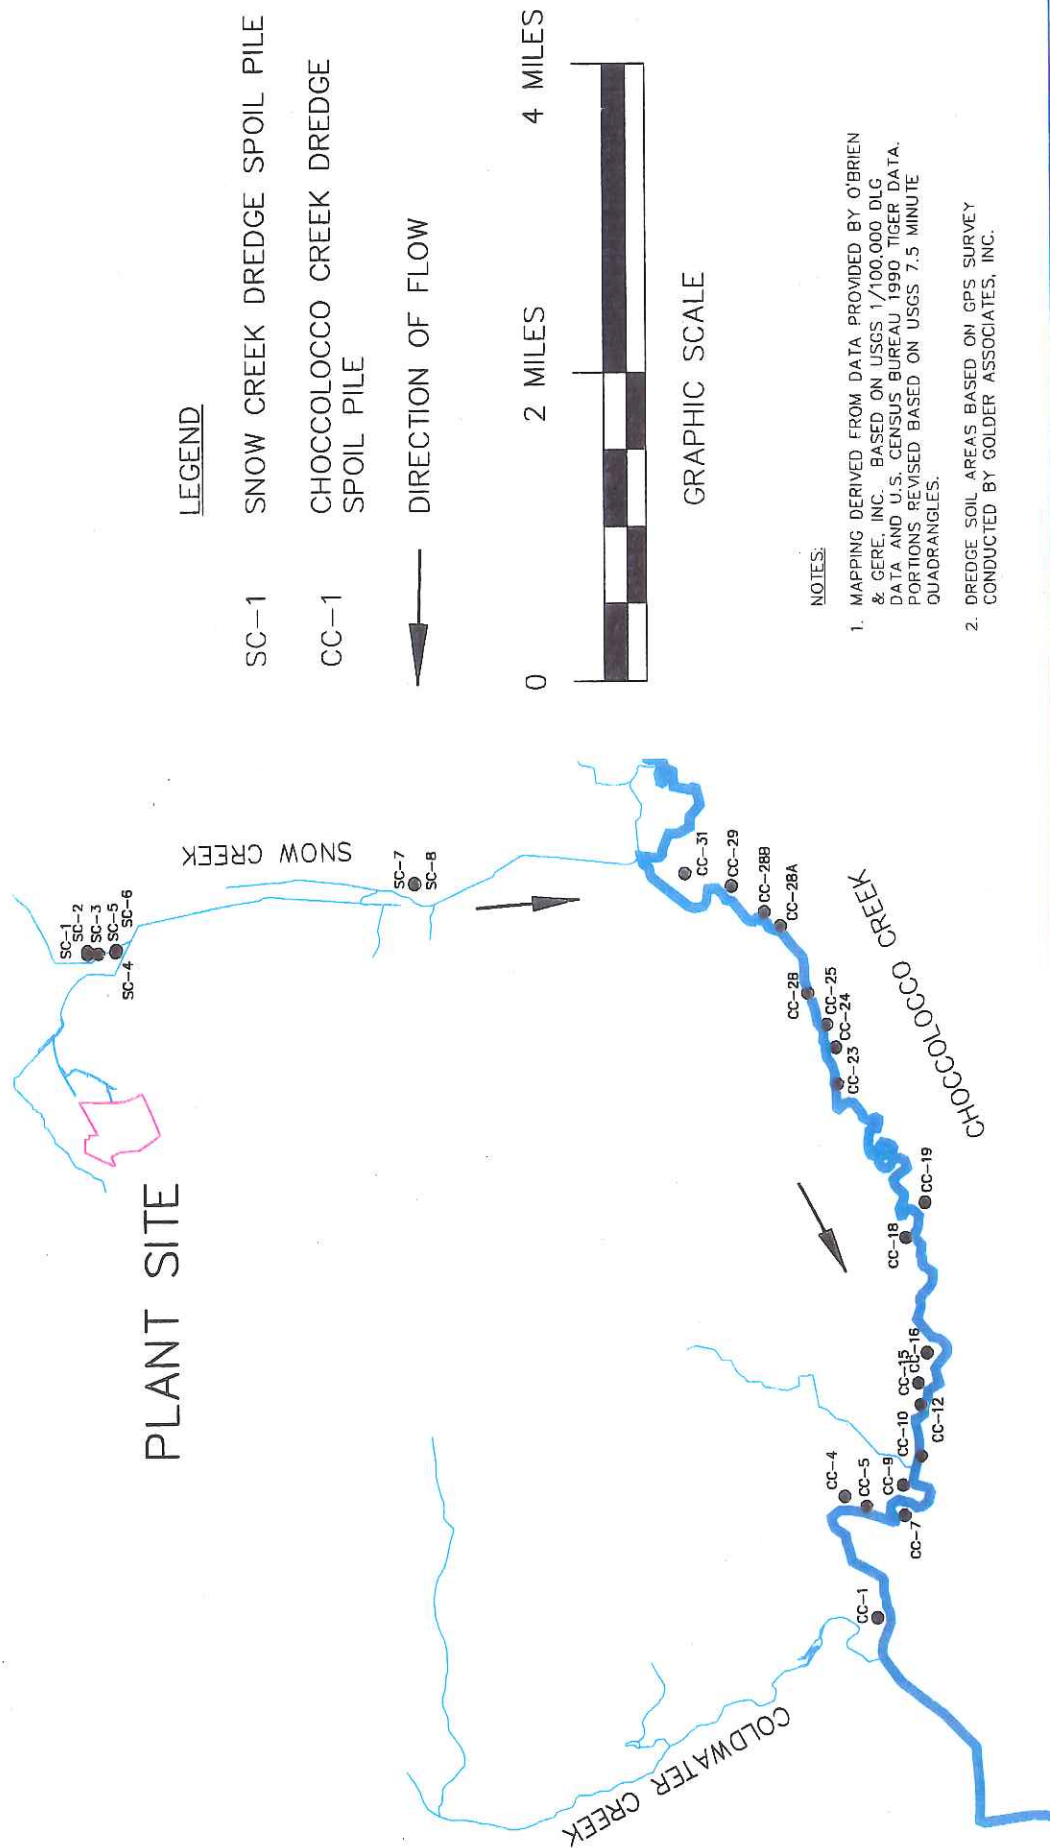 PLANT SITE
SNOW CREEK
SC-1
SC-2
SC-3
SC-5
SC-6
SC-4
SC-7
SC-8
CC-31
CC-29
CC-28B
CC-28A
CC-28
CC-25
CC-24
CC-23
CHOCCOLOCCO CREEK
CC-19
CC-18
CC-16
CC-15
CC-12
CC-10
CC-9
CC-7
CC-5
CC-4
CC-1
COLDWATER CREEK
LEGEND
SC-1 SNOW CREEK DREDGE SPOIL PILE
CC-1 CHOCCOLOCCO CREEK DREDGE
SPOIL PILE
DIRECTION OF FLOW
0 2 MILES 4 MILES
GRAPHIC SCALE
NOTES:
1. MAPPING DERIVED FROM DATA PROVIDED BY O'BRIEN
& GERE, INC. BASED ON USGS 1/100,000 DLG
DATA AND U.S. CENSUS BUREAU 1990 TIGER DATA.
PORTIONS REVISED BASED ON USGS 7.5 MINUTE
QUADRANGLES.
2. DREDGE SOIL AREAS BASED ON GPS SURVEY
CONDUCTED BY GOLDER ASSOCIATES, INC.